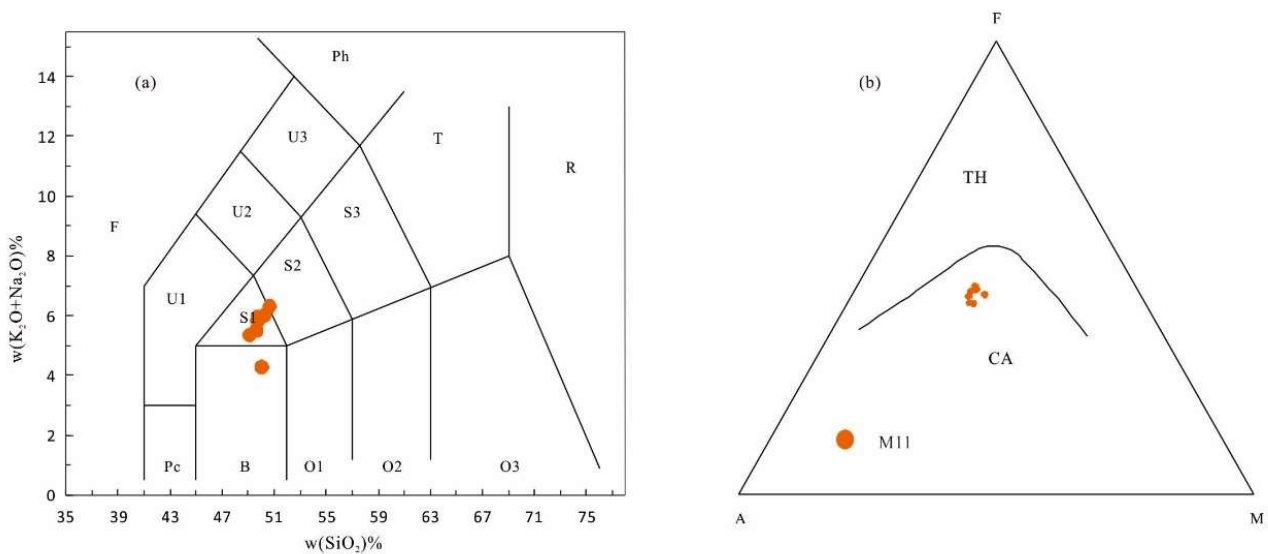 (a)
Ph
U3
T
R
U2
S3
F
S2
U1
S1
Pc
B
O1
O2
O3
w(K₂O+Na₂O)%
14
12
10
8
6
4
2
0
35 39 43 47 51 55 59 63 67 71 75
w(SiO₂)%
F
(b)
TH
CA
M11
A
M